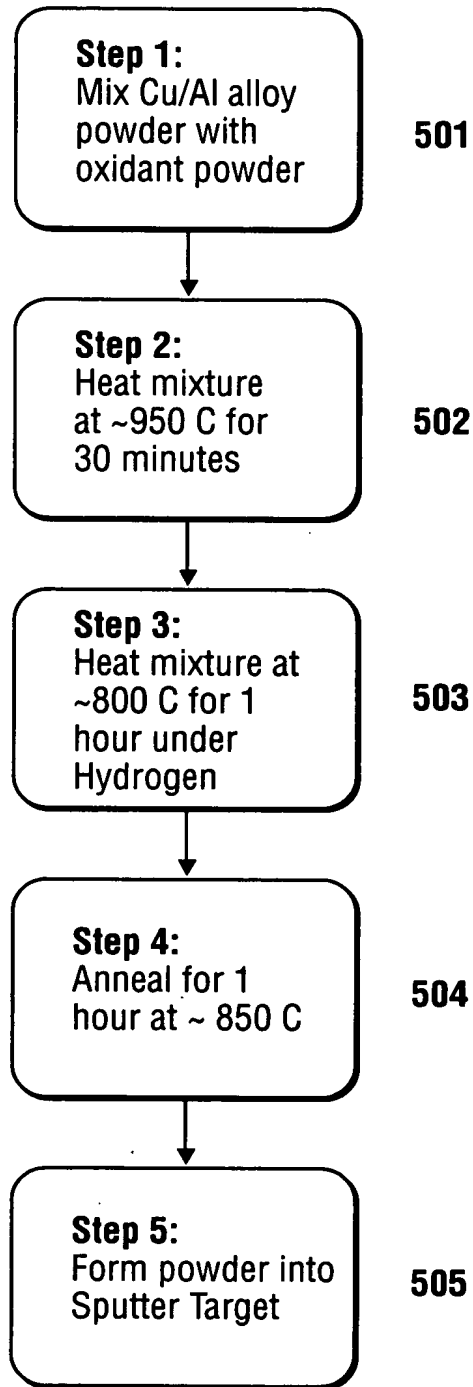 Step 1:
Mix Cu/Al alloy
powder with
oxidant powder
501
Step 2:
Heat mixture
at ~950 C for
30 minutes
502
Step 3:
Heat mixture at
~800 C for 1
hour under
Hydrogen
503
Step 4:
Anneal for 1
hour at ~ 850 C
504
Step 5:
Form powder into
Sputter Target
505